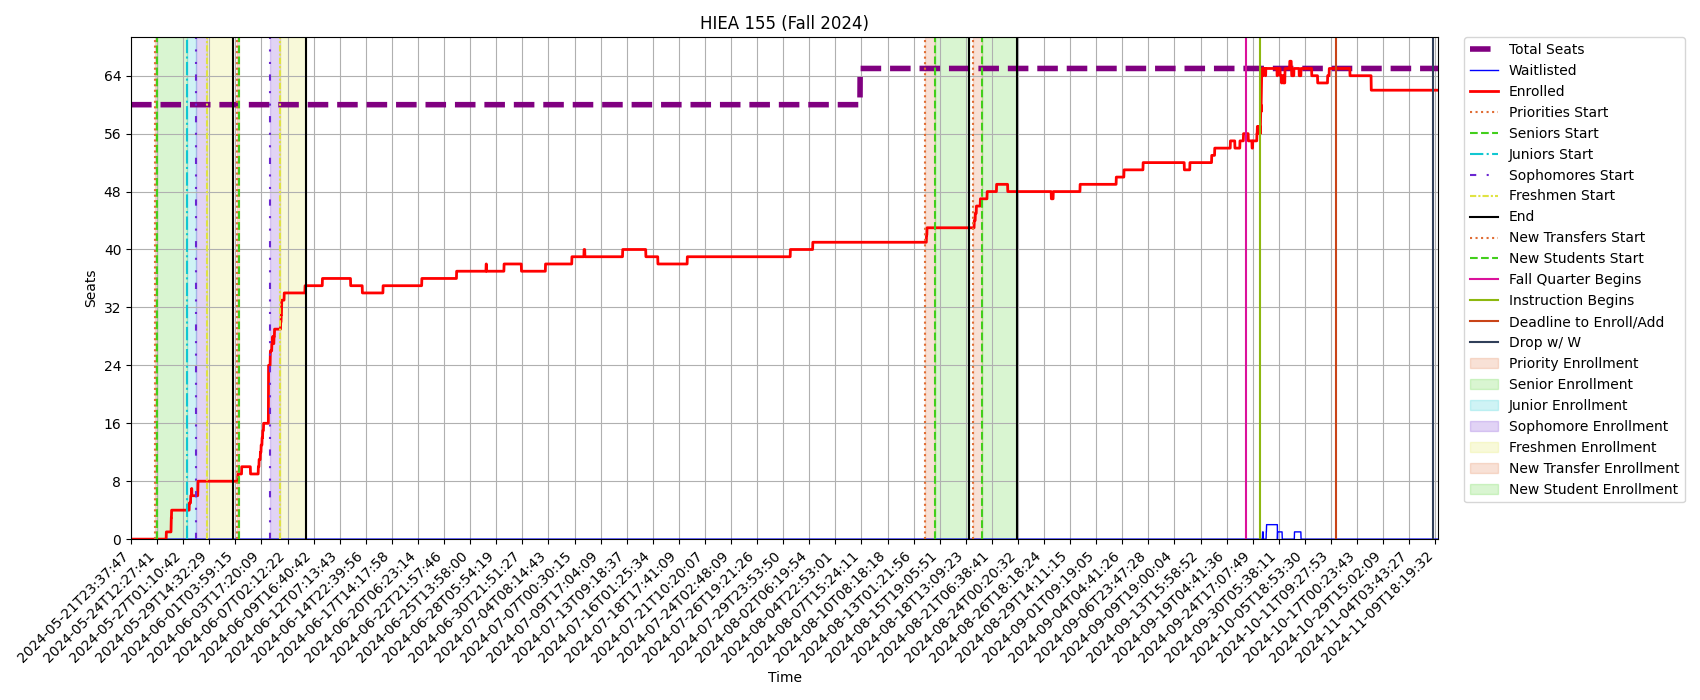 HIEA 155 (Fall 2024)
Seats
64
56
48
40
32
24
16
8
0
2024-05-21T23:37:47
2024-05-24T12:27:41
2024-05-27T01:10:42
2024-05-29T14:32:29
2024-06-01T03:59:15
2024-06-03T17:20:09
2024-06-07T02:12:22
2024-06-09T16:40:42
2024-06-12T07:13:43
2024-06-14T22:39:56
2024-06-17T14:17:58
2024-06-20T06:23:14
2024-06-22T21:57:46
2024-06-25T13:58:00
2024-06-28T05:54:19
2024-06-30T21:51:27
2024-07-04T08:14:43
2024-07-07T00:30:15
2024-07-09T17:04:09
2024-07-13T09:18:37
2024-07-16T01:25:34
2024-07-18T17:41:09
2024-07-21T10:20:07
2024-07-24T02:48:09
2024-07-26T19:21:26
2024-07-29T23:53:50
2024-08-02T06:19:54
2024-08-04T22:53:01
2024-08-07T15:24:11
2024-08-10T08:18:18
2024-08-13T01:21:56
2024-08-15T19:05:51
2024-08-18T13:09:23
2024-08-21T06:38:41
2024-08-24T00:20:32
2024-08-26T18:18:24
2024-08-29T14:11:15
2024-09-01T09:19:05
2024-09-04T04:41:26
2024-09-06T23:47:28
2024-09-09T19:00:04
2024-09-13T15:58:52
2024-09-19T04:41:36
2024-09-24T17:07:49
2024-09-30T05:38:11
2024-10-05T18:53:30
2024-10-11T09:27:53
2024-10-17T00:23:43
2024-10-29T15:02:09
2024-11-04T03:43:27
2024-11-09T18:19:32
Time
Total Seats
Waitlisted
Enrolled
Priorities Start
Seniors Start
Juniors Start
Sophomores Start
Freshmen Start
End
New Transfers Start
New Students Start
Fall Quarter Begins
Instruction Begins
Deadline to Enroll/Add
Drop w/ W
Priority Enrollment
Senior Enrollment
Junior Enrollment
Sophomore Enrollment
Freshmen Enrollment
New Transfer Enrollment
New Student Enrollment